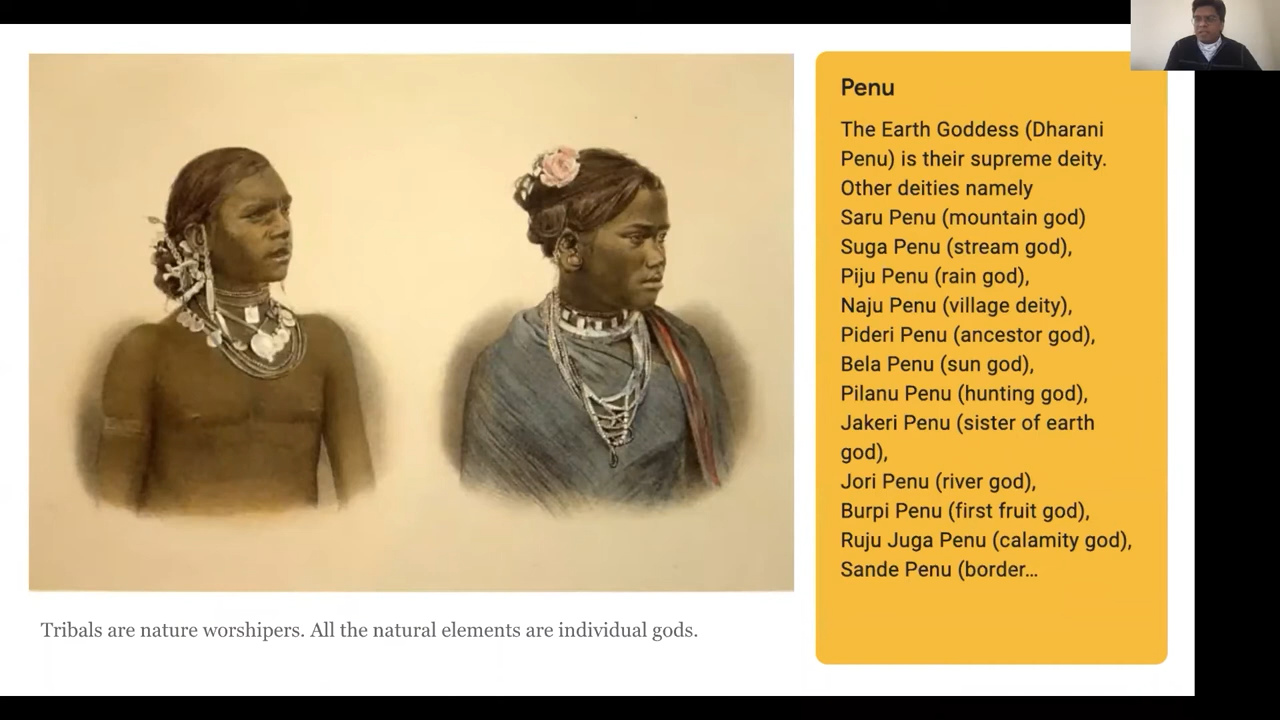 Penu
The Earth Goddess (Dharani
Penu) is their supreme deity.
Other deities namely
Saru Penu (mountain god)
Suga Penu (stream god),
Piju Penu (rain god),
Naju Penu (village deity),
Pideri Penu (ancestor god),
Bela Penu (sun god),
Pilanu Penu (hunting god),
Jakeri Penu (sister of earth
god),
Jori Penu (river god),
Burpi Penu (first fruit god),
Ruju Juga Penu (calamity god),
Sande Penu (border...
Tribals are nature worshipers. All the natural elements are individual gods.